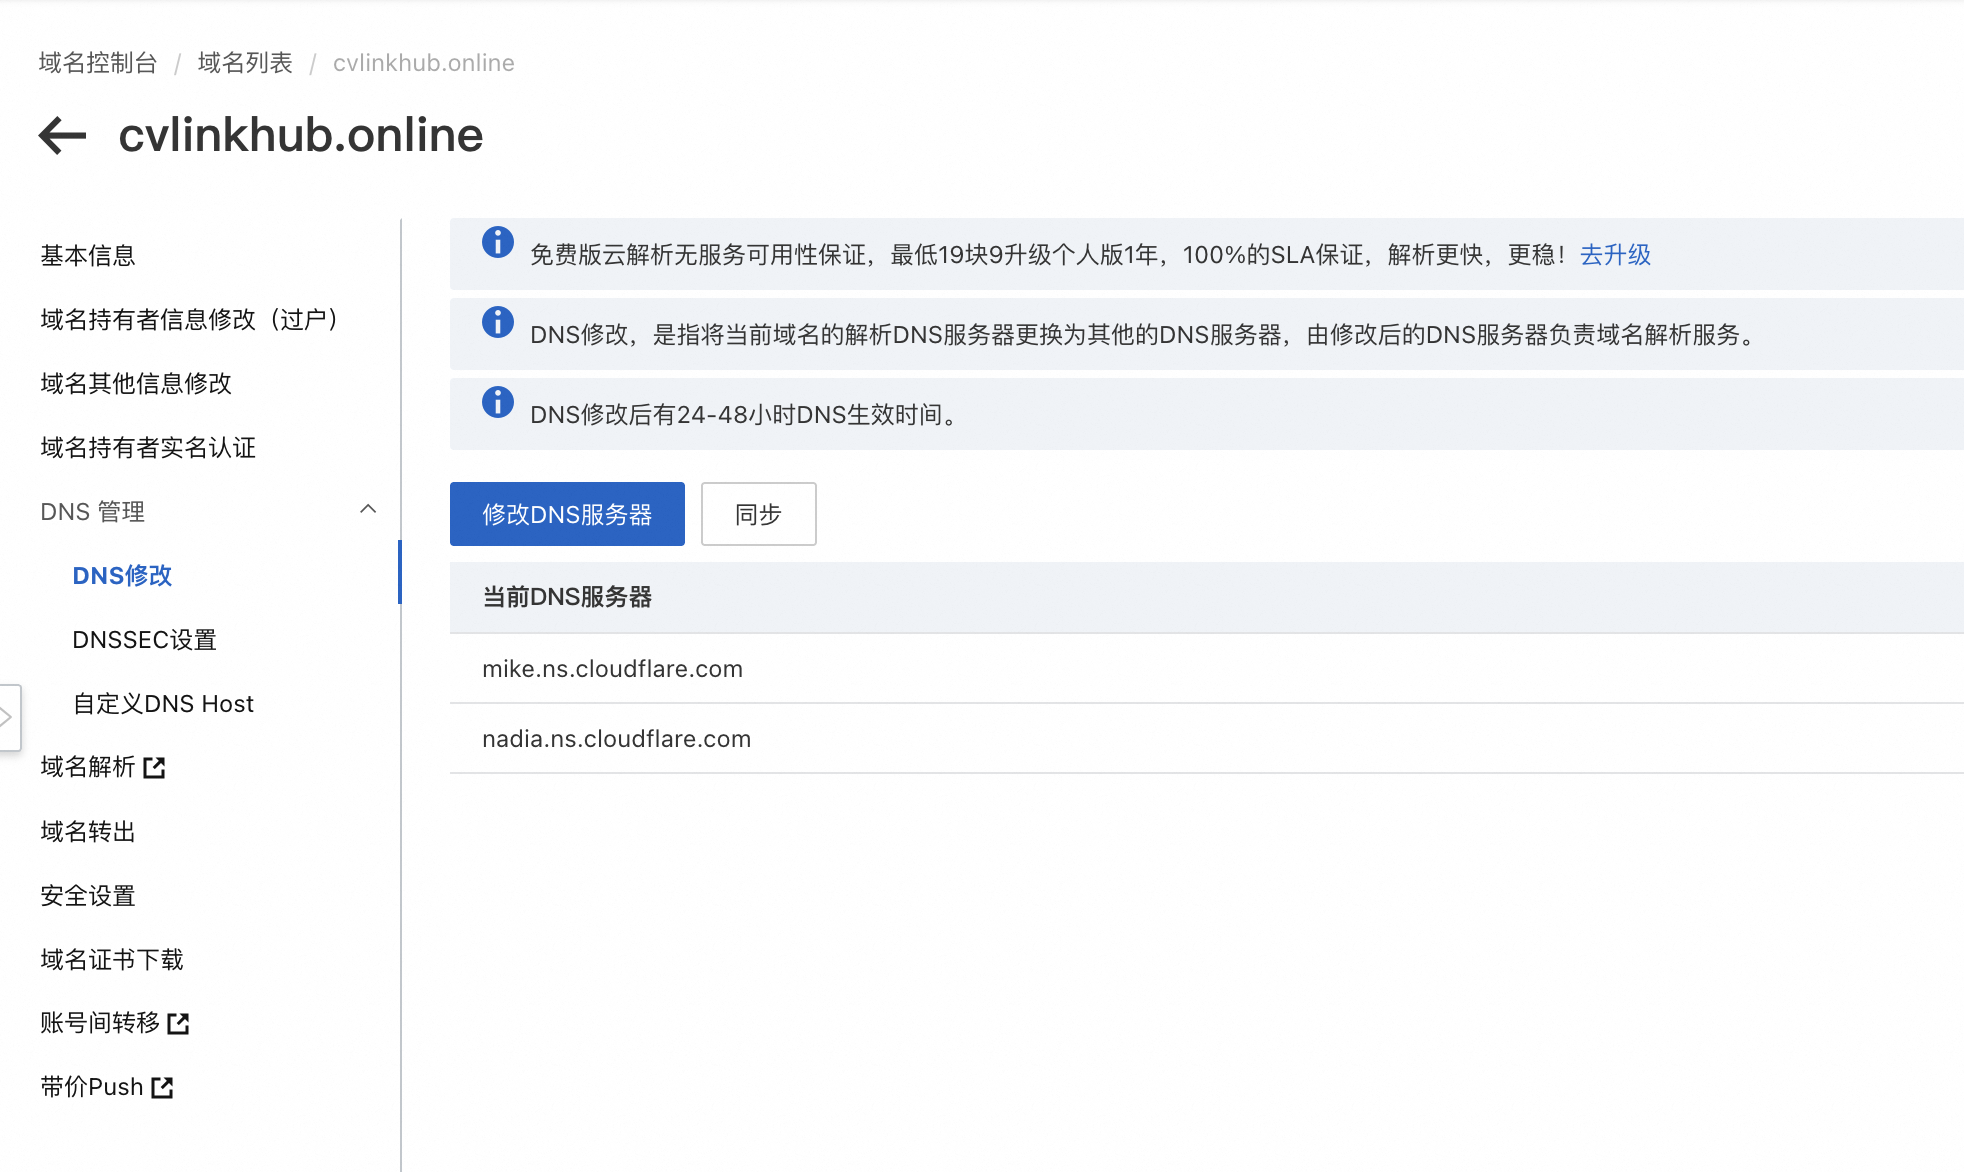 域名控制台 / 域名列表 / cvlinkhub.online
cvlinkhub.online
基本信息
域名持有者信息修改（过户）
域名其他信息修改
域名持有者实名认证
DNS 管理
DNS修改
DNSSEC设置
自定义DNS Host
域名解析
域名转出
安全设置
域名证书下载
账号间转移
带价Push
免费版云解析无服务可用性保证，最低19块9升级个人版1年，100%的SLA保证，解析更快，更稳！去升级
DNS修改，是指将当前域名的解析DNS服务器更换为其他的DNS服务器，由修改后的DNS服务器负责域名解析服务。
DNS修改后有24-48小时DNS生效时间。
修改DNS服务器 同步
当前DNS服务器
mike.ns.cloudflare.com
nadia.ns.cloudflare.com